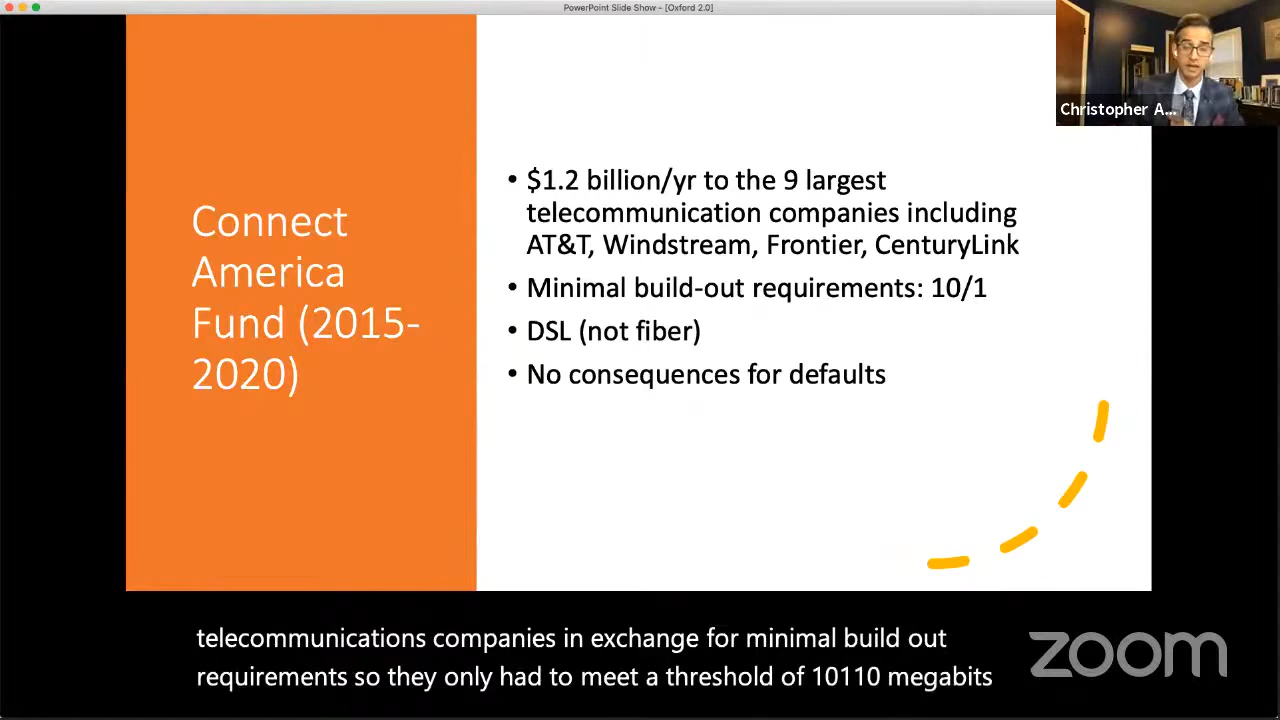 PowerPoint Slide Show - [Oxford 2.0]
Christopher A...
Connect
America
Fund (2015-
2020)
• $1.2 billion/yr to the 9 largest
telecommunication companies including
AT&T, Windstream, Frontier, CenturyLink
• Minimal build-out requirements: 10/1
• DSL (not fiber)
• No consequences for defaults
telecommunications companies in exchange for minimal build out
requirements so they only had to meet a threshold of 10110 megabits
zoom